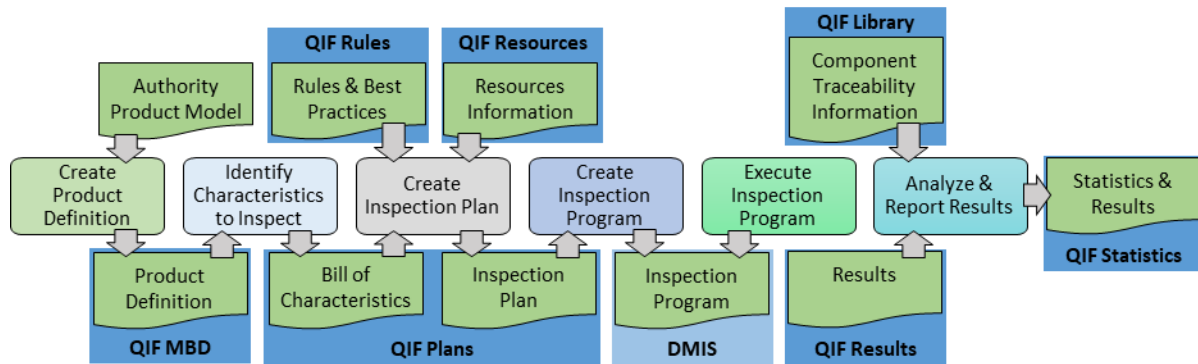 QIF Rules
QIF Resources
QIF Library
Authority
Product Model
Rules & Best
Practices
Resources
Information
Component
Traceability
Information
Create
Product
Definition
Identify
Characteristics
to Inspect
Create
Inspection Plan
Create
Inspection
Program
Execute
Inspection
Program
Analyze &
Report Results
Statistics &
Results
QIF Statistics
Product
Definition
QIF MBD
Bill of
Characteristics
Inspection
Plan
QIF Plans
Inspection
Program
DMIS
Results
QIF Results